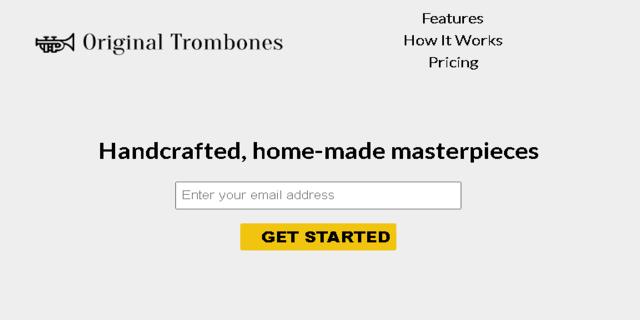 Original Trombones
Features
How It Works
Pricing
Handcrafted, home-made masterpieces
Enter your email address
GET STARTED